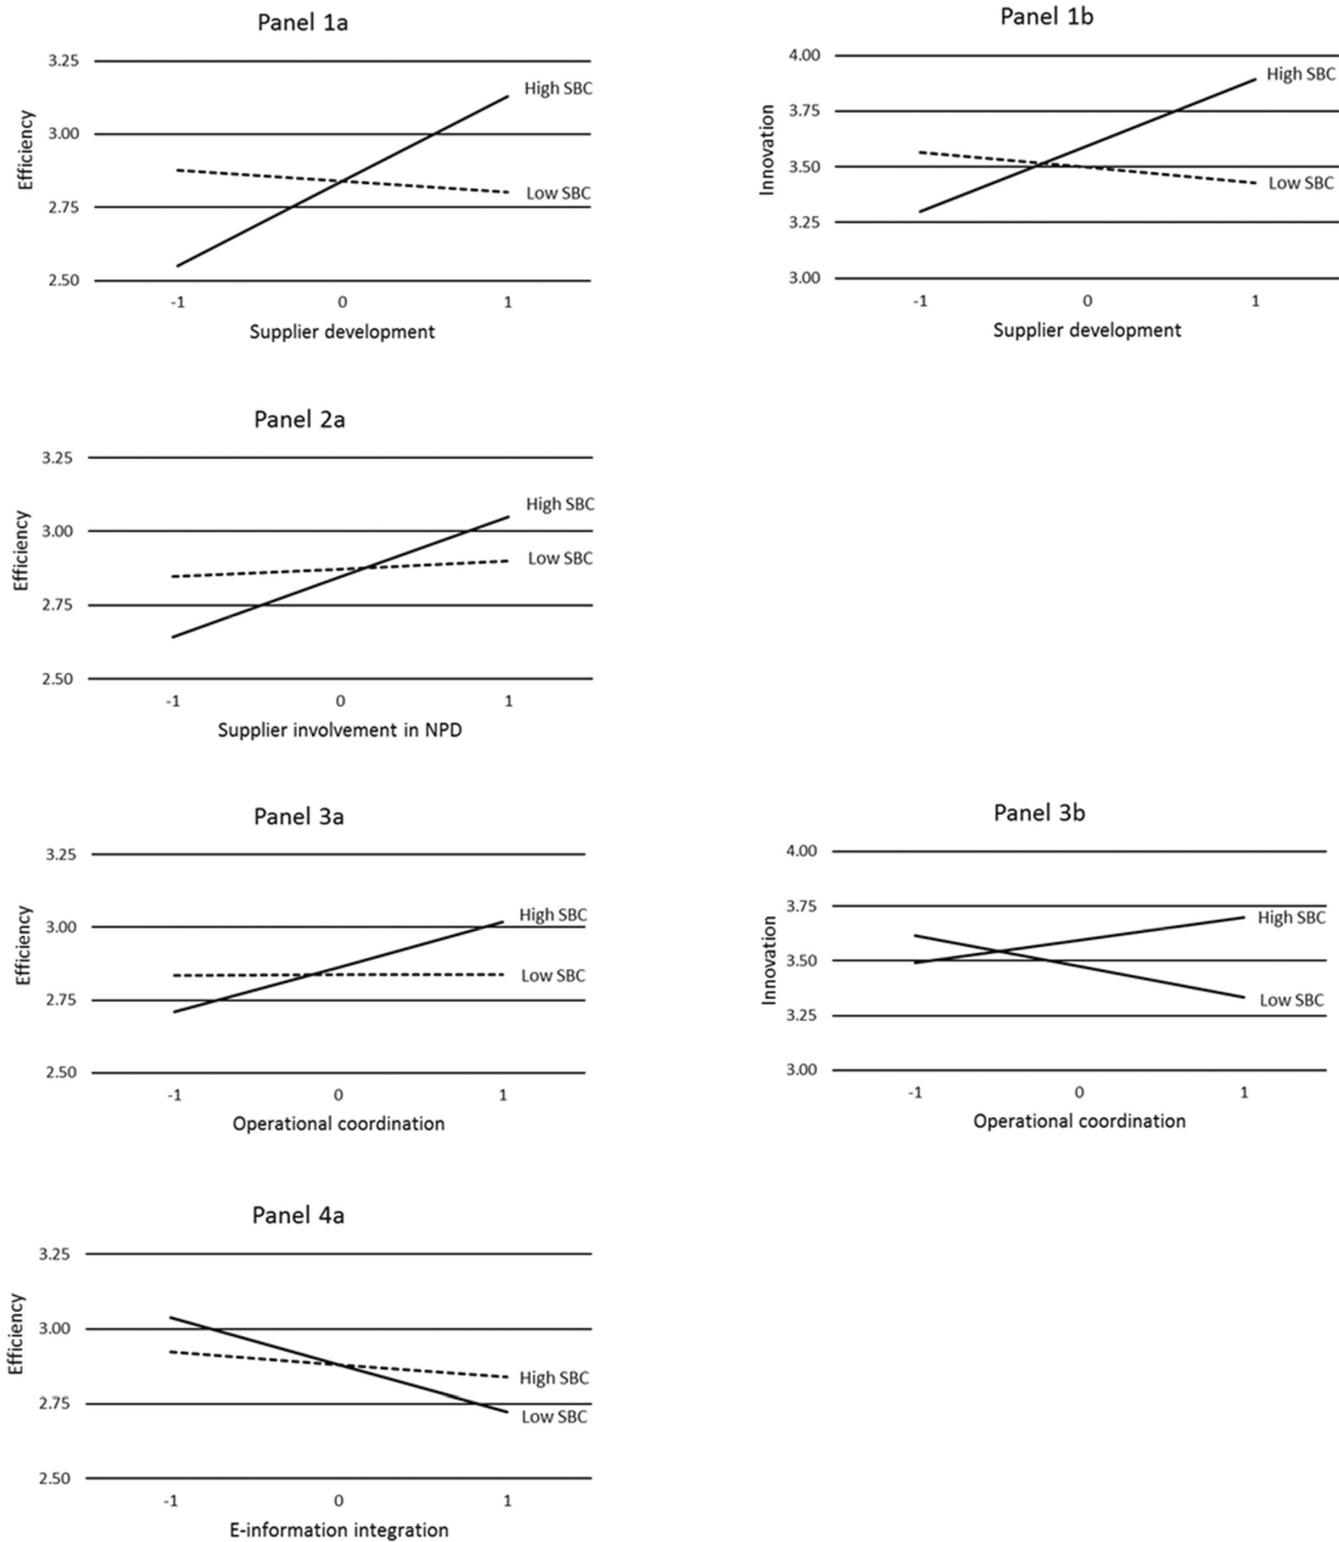 Panel 1a
3.25
High SBC
3.00
Efficiency
Low SBC
2.75
2.50
-1 0 1
Supplier development
Panel 1b
4.00
High SBC
3.75
Innovation
3.50
Low SBC
3.25
3.00
-1 0 1
Supplier development
Panel 2a
3.25
High SBC
3.00
Efficiency
Low SBC
2.75
2.50
-1 0 1
Supplier involvement in NPD
Panel 3a
3.25
High SBC
3.00
Efficiency
Low SBC
2.75
2.50
-1 0 1
Operational coordination
Panel 3b
4.00
3.75
High SBC
Innovation
3.50
Low SBC
3.25
3.00
-1 0 1
Operational coordination
Panel 4a
3.25
3.00
Efficiency
High SBC
2.75
Low SBC
2.50
-1 0 1
E-information integration